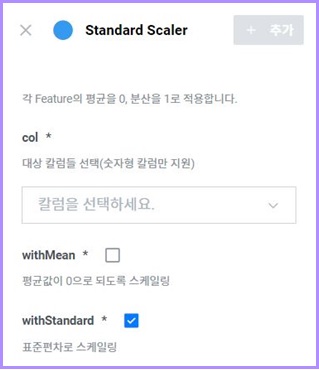 Standard Scaler
+ 추가
각 Feature의 평균을 0, 분산을 1로 적용합니다.
col *
대상 칼럼들 선택(숫자형 칼럼만 지원)
칼럼을 선택하세요.
withMean *
평균값이 0으로 되도록 스케일링
withStandard *
표준편차로 스케일링